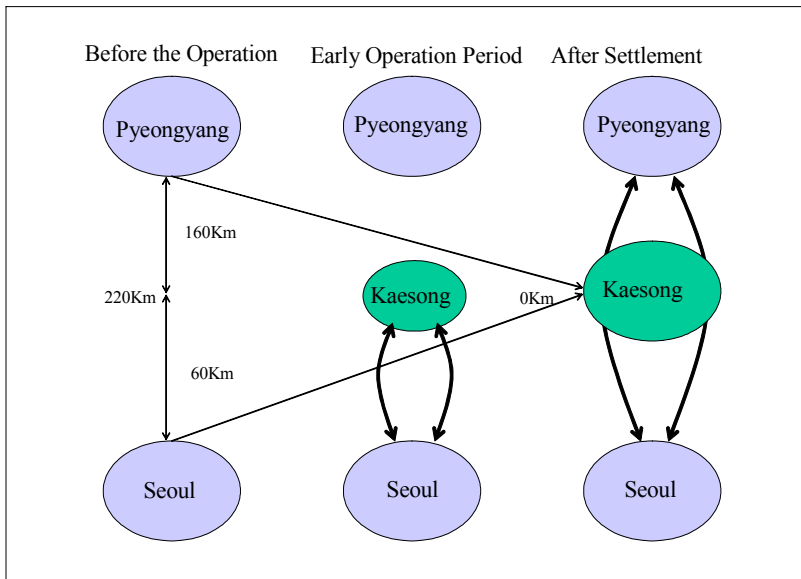 Before the Operation
Early Operation Period
After Settlement
Pyeongyang
Pyeongyang
Pyeongyang
160Km
220Km
Kaesong
0Km
Kaesong
60Km
Seoul
Seoul
Seoul